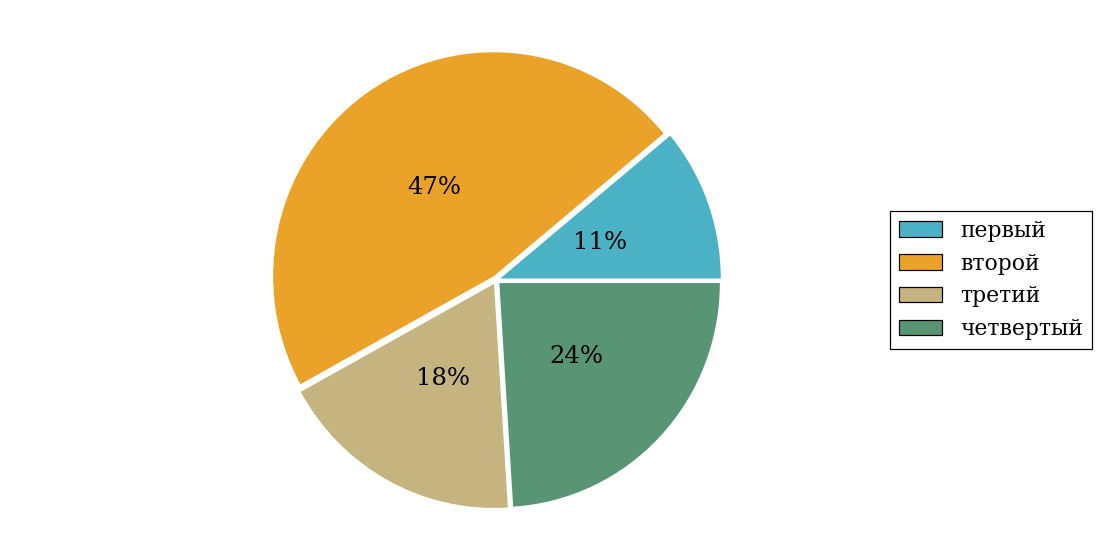 47%
11%
24%
18%
первый
второй
третий
четвертый